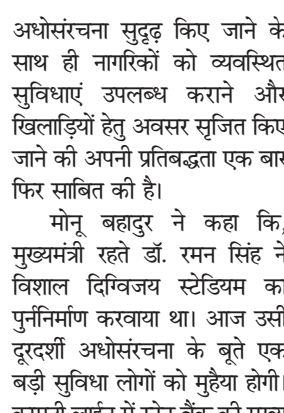 अधोसंरचना सुदृढ़ किए जाने के
साथ ही नागरिकों को व्यवस्थित
सुविधाएं उपलब्ध कराने और
खिलाड़ियों हेतु अवसर सृजित किए
जाने की अपनी प्रतिबद्धता एक बार
फिर साबित की है।
मोनू बहादुर ने कहा कि,
मुख्यमंत्री रहते डॉ. रमन सिंह ने
विशाल दिग्विजय स्टेडियम का
पुर्ननिर्माण करवाया था। आज उसी
दूरदर्शी अधोसंरचना के बूते एक
बड़ी सुविधा लोगों को मुहैया होगी।